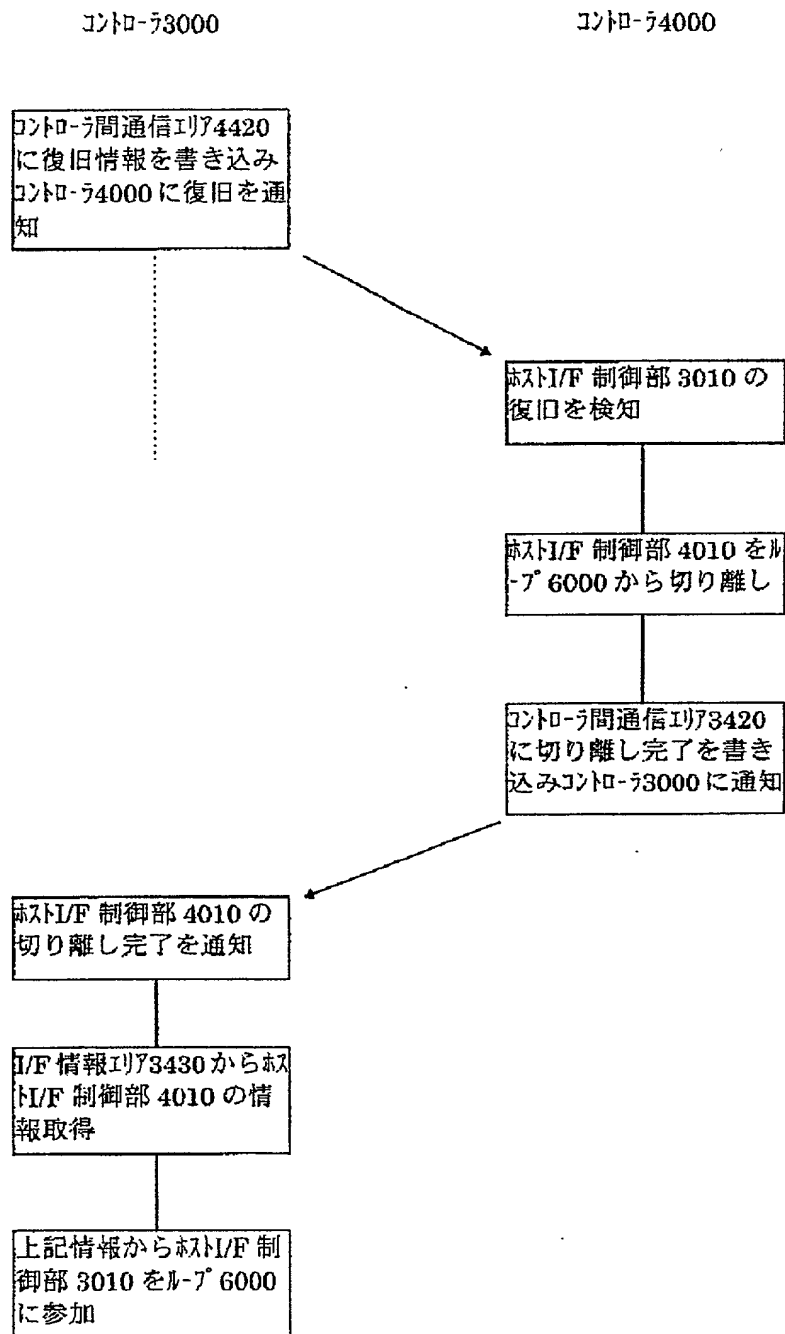 ｺﾝﾄﾛｰﾗ3000
ｺﾝﾄﾛｰﾗ4000
ｺﾝﾄﾛｰﾗ間通信ｴﾘｱ4420
に復旧情報を書き込み
ｺﾝﾄﾛｰﾗ4000に復旧を通
知
ﾎｽﾄI/F 制御部 3010 の
復旧を検知
ﾎｽﾄI/F 制御部 4010 をﾙ
ｰﾌﾟ 6000 から切り離し
ｺﾝﾄﾛｰﾗ間通信ｴﾘｱ3420
に切り離し完了を書き
込みｺﾝﾄﾛｰﾗ3000に通知
ﾎｽﾄI/F 制御部 4010 の
切り離し完了を通知
I/F 情報ｴﾘｱ3430からﾎｽ
ﾄI/F 制御部 4010 の情
報取得
上記情報からﾎｽﾄI/F 制
御部 3010 をﾙｰﾌﾟ 6000
に参加